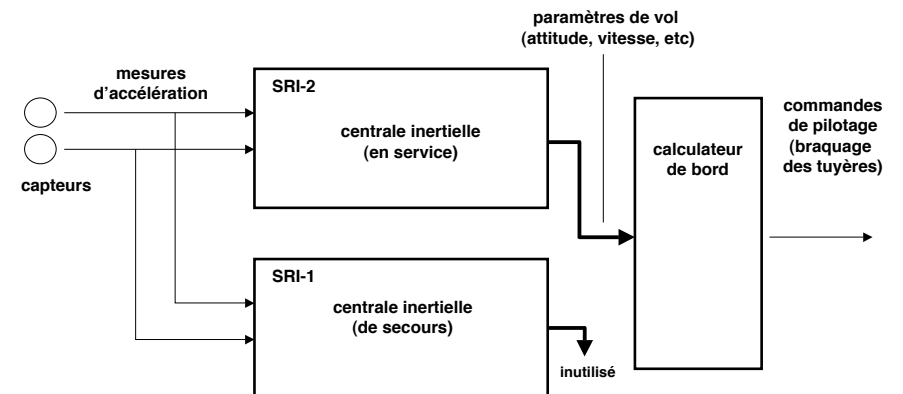 paramètres de vol
(attitude, vitesse, etc)
mesures
d'accélération
SRI-2
centrale inertielle
(en service)
capteurs
calculateur
de bord
commandes
de pilotage
(braquage
des tuyères)
SRI-1
centrale inertielle
(de secours)
inutilisé